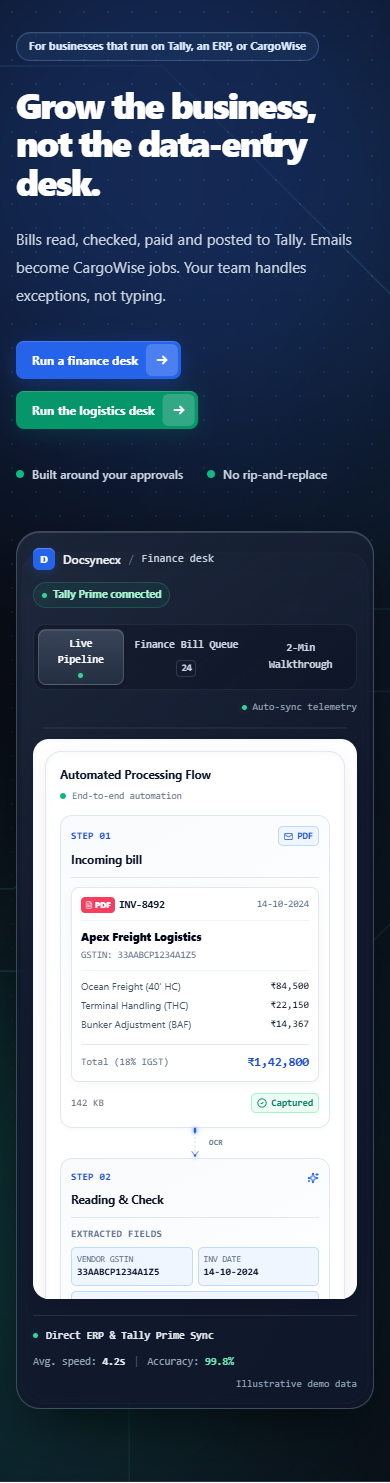 For businesses that run on Tally, an ERP, or CargoWise
Grow the business,
not the data-entry
desk.
Bills read, checked, paid and posted to Tally. Emails
become CargoWise jobs. Your team handles
exceptions, not typing.
Run a finance desk →
Run the logistics desk →
Built around your approvals
No rip-and-replace
D Docsynecx / Finance desk
Tally Prime connected
Live
Pipeline
Finance Bill Queue
24
2-Min
Walkthrough
Auto-sync telemetry
Automated Processing Flow
End-to-end automation
STEP 01
PDF
Incoming bill
PDF INV-8492 14-10-2024
Apex Freight Logistics
GSTIN: 33AABCP1234A1Z5
Ocean Freight (40' HC) ₹84,500
Terminal Handling (THC) ₹22,150
Bunker Adjustment (BAF) ₹14,367
Total (18% IGST) ₹1,42,800
142 KB Captured
OCR
STEP 02
Reading & Check
EXTRACTED FIELDS
VENDOR GSTIN
33AABCP1234A1Z5
INV DATE
14-10-2024
Direct ERP & Tally Prime Sync
Avg. speed: 4.2s | Accuracy: 99.8%
Illustrative demo data